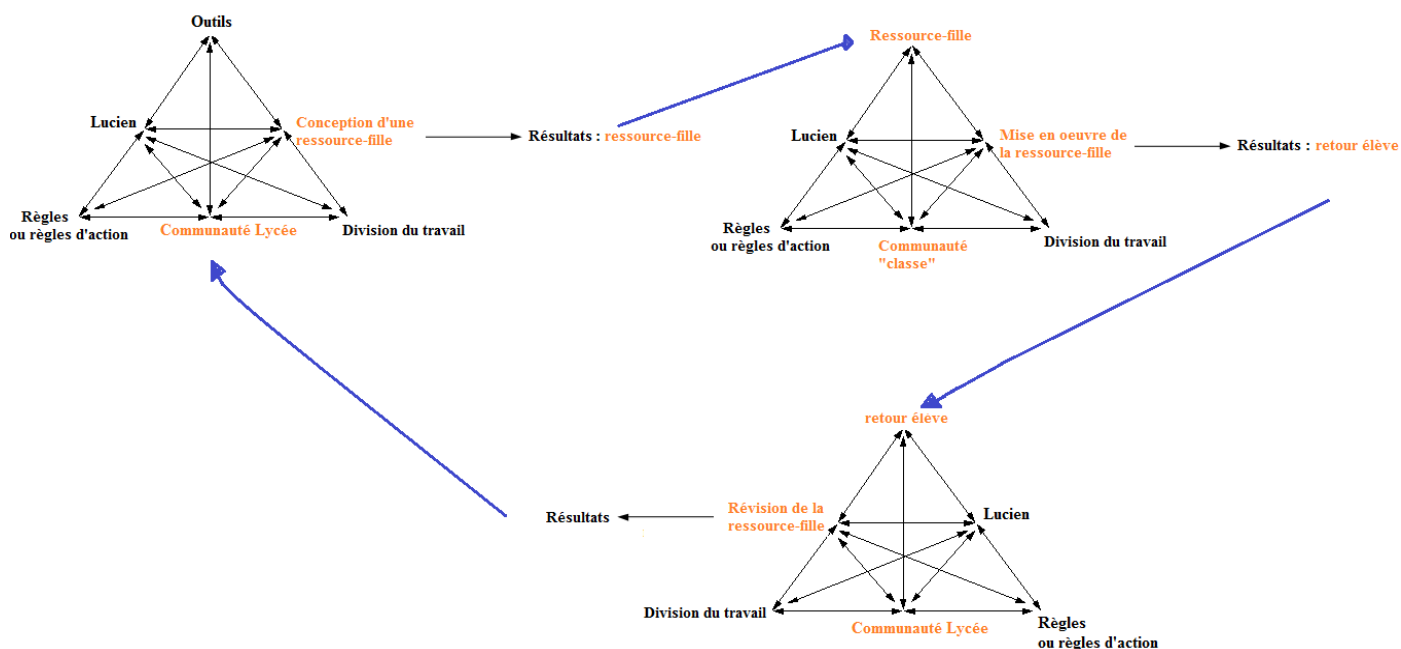 Outils
Lucien
Conception d'une
ressource-fille
Résultats : ressource-fille
Règles
ou règles d'action
Communauté Lycée
Division du travail
Ressource-fille
Lucien
Mise en oeuvre de
la ressource-fille
Résultats : retour élève
Règles
ou règles d'action
Communauté
"classe"
Division du travail
retour élève
Résultats
Révision de la
ressource-fille
Lucien
Division du travail
Communauté Lycée
Règles
ou règles d'action